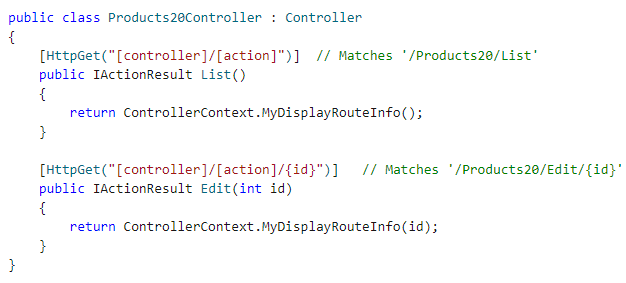 public class Products20Controller : Controller
{
    [HttpGet("[controller]/[action]")]  // Matches '/Products20/List'
    public IActionResult List()
    {
        return ControllerContext.MyDisplayRouteInfo();
    }

    [HttpGet("[controller]/[action]/{id}")]   // Matches '/Products20/Edit/{id}'
    public IActionResult Edit(int id)
    {
        return ControllerContext.MyDisplayRouteInfo(id);
    }
}